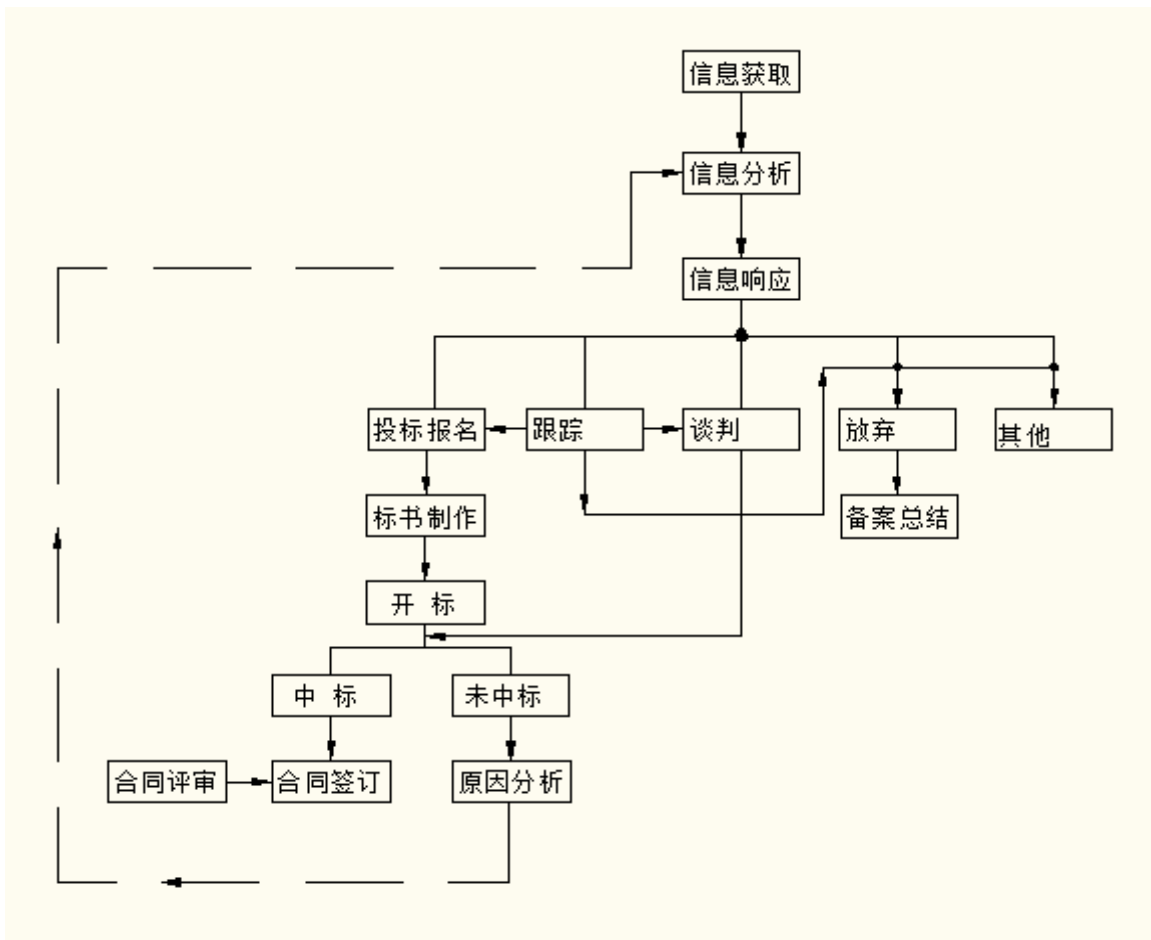 信息获取
信息分析
信息响应
投标报名
跟踪
谈判
放弃
其他
标书制作
备案总结
开 标
中 标
未中标
合同评审
合同签订
原因分析